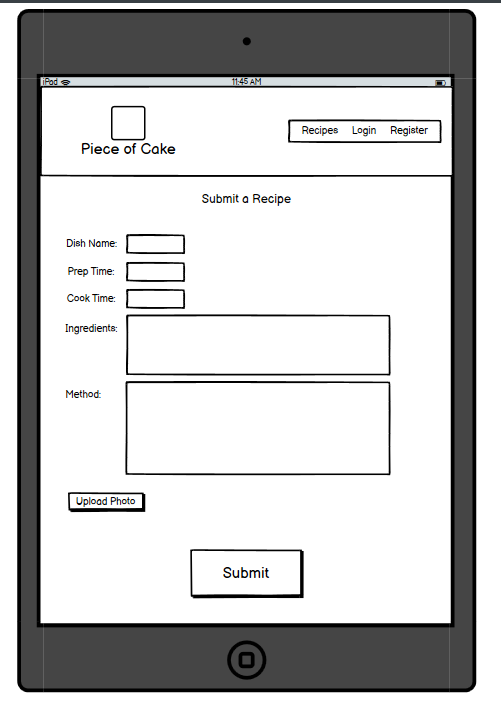 iPad 11:45 AM
Recipes Login Register
Piece of Cake
Submit a Recipe
Dish Name:
Prep Time:
Cook Time:
Ingredients:
Method:
Upload Photo
Submit